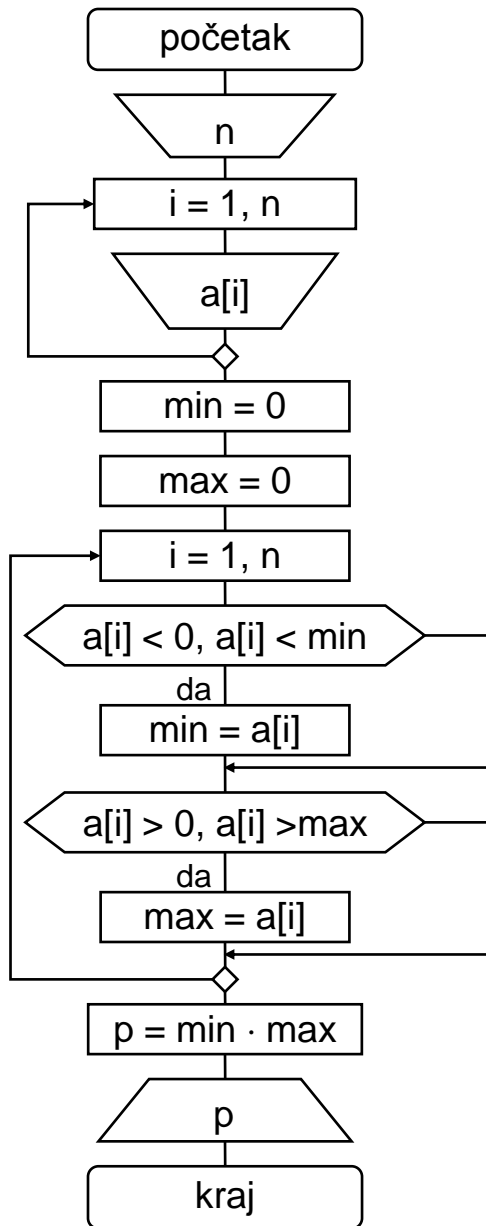 početak
n
i = 1, n
a[i]
min = 0
max = 0
i = 1, n
a[i] < 0, a[i] < min
da
min = a[i]
a[i] > 0, a[i] >max
da
max = a[i]
p = min · max
p
kraj